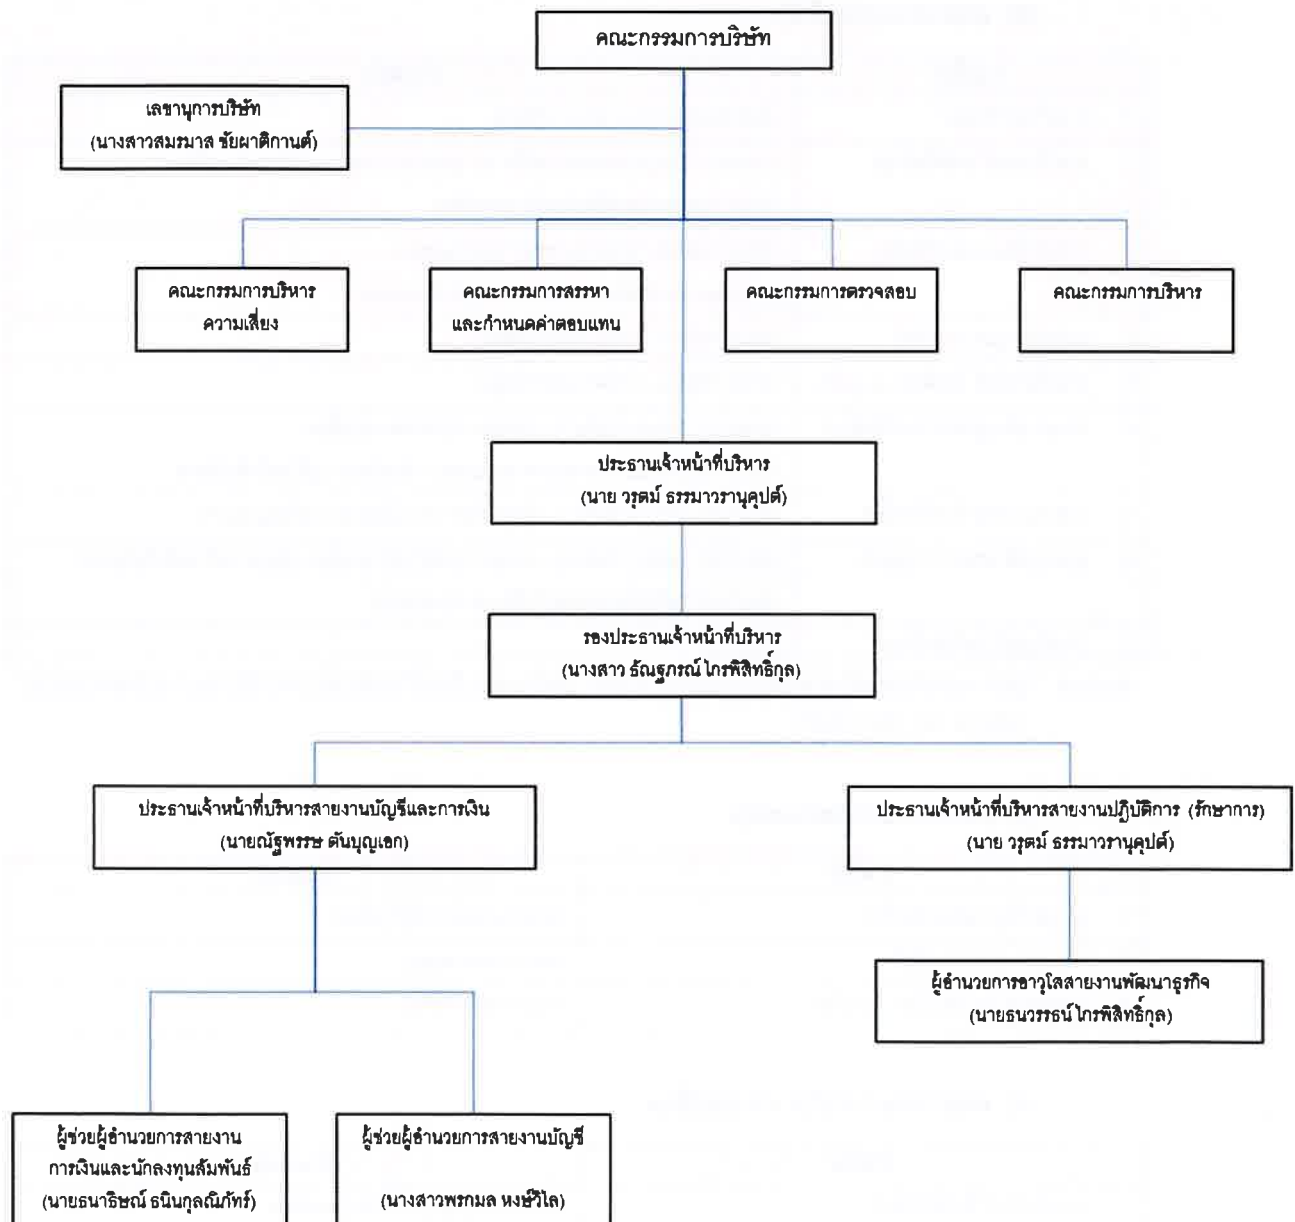 คณะกรรมการบริษัท
เลขานุการบริษัท
(นางสาวสมรมาส ชัยผาติกานต์)
คณะกรรมการบริหาร
ความเสี่ยง
คณะกรรมการสรรหา
และกำหนดค่าตอบแทน
คณะกรรมการตรวจสอบ
คณะกรรมการบริหาร
ประธานเจ้าหน้าที่บริหาร
(นาย วรุตม์ ธรรมาวรานุคุปต์)
รองประธานเจ้าหน้าที่บริหาร
(นางสาว ธัณฐภรณ์ ไกรพิสิทธิ์กุล)
ประธานเจ้าหน้าที่บริหารสายงานบัญชีและการเงิน
(นายณัฐพรรษ ตันบุญเอก)
ประธานเจ้าหน้าที่บริหารสายงานปฏิบัติการ (รักษาการ)
(นาย วรุตม์ ธรรมาวรานุคุปต์)
ผู้อำนวยการอาวุโสสายงานพัฒนาธุรกิจ
(นายธนวรรธน์ ไกรพิสิทธิ์กุล)
ผู้ช่วยผู้อำนวยการสายงาน
การเงินและนักลงทุนสัมพันธ์
(นายธนาธิษณ์ ธนินกุลณิภัทร์)
ผู้ช่วยผู้อำนวยการสายงานบัญชี
(นางสาวพรกมล หงษ์วิไล)